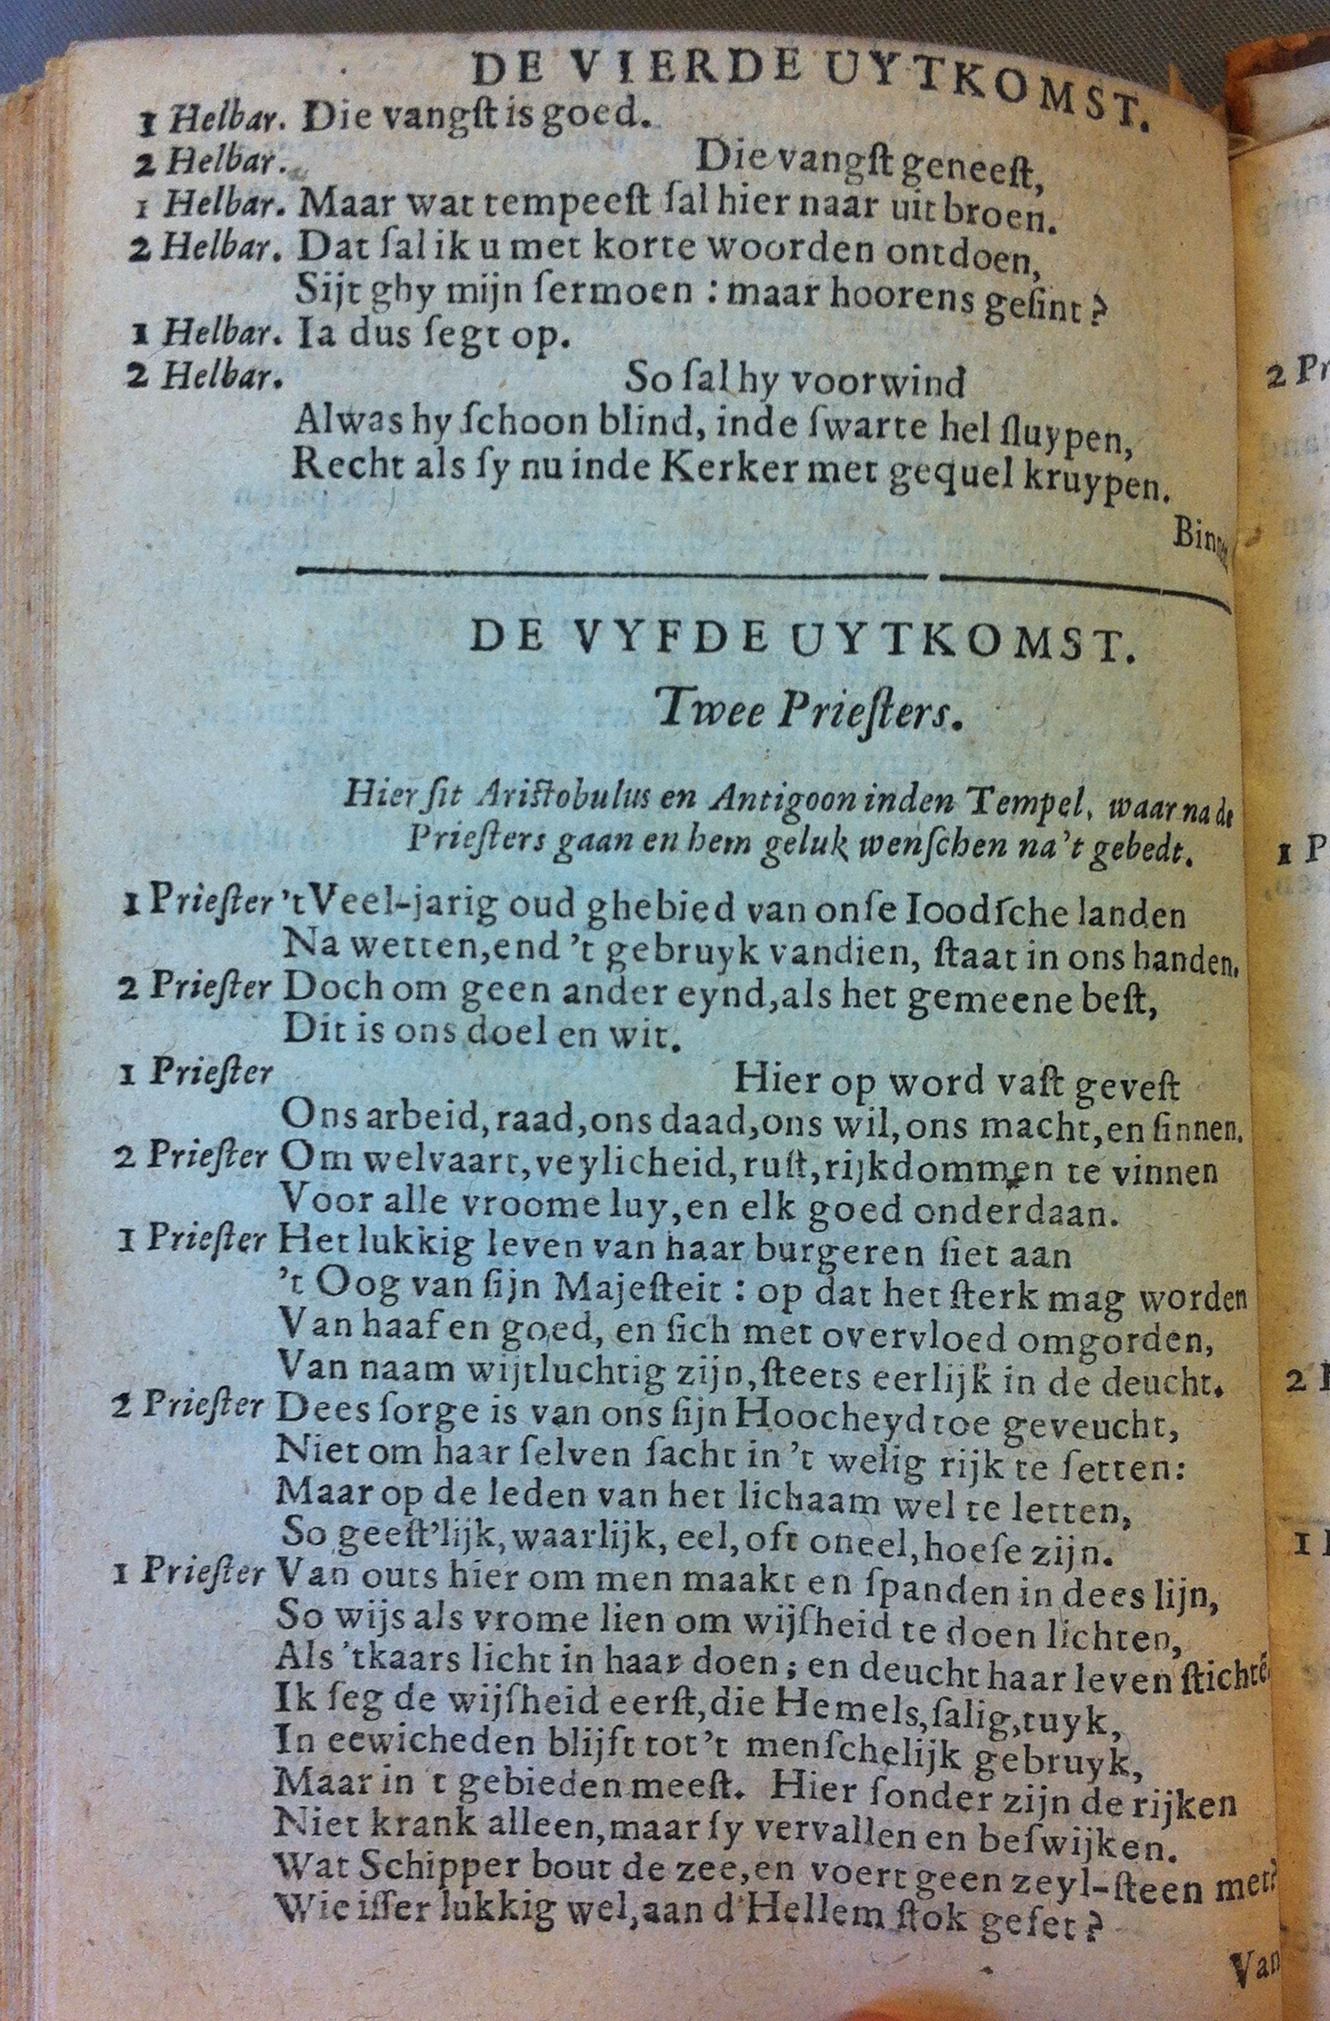 DE VIERDE UYTKOMST.
1 Helbar. Die vangſt is goed.
2 Helbar. Die vangſt geneeſt,
1 Helbar. Maar wat tempeeſt ſal hier naar uit broen.
2 Helbar. Dat ſal ik u met korte woorden ontdoen,
Sijt ghy mijn ſermoen : maar hoorens geſint ?
1 Helbar. Ia dus ſegt op.
2 Helbar. So ſal hy voorwind
Alwas hy ſchoon blind, inde ſwarte hel ſluypen,
Recht als ſy nu inde Kerker met gequel kruypen.
Binne
DE VYFDE UYTKOMST.
Twee Prieſters.
Hier ſit Ariſtobulus en Antigoon inden Tempel, waar na de
Prieſters gaan en hem geluk wenſchen na't gebedt.
1 Prieſter 't Veel-jarig oud ghebied van onſe Ioodſche landen
Na wetten, end 't gebruyk vandien, ſtaat in ons handen.
2 Prieſter Doch om geen ander eynd, als het gemeene beſt,
Dit is ons doel en wit.
1 Prieſter Hier op word vaſt geveſt
Ons arbeid, raad, ons daad, ons wil, ons macht, en ſinnen.
2 Prieſter Om welvaart, veylicheid, ruſt, rijkdommen te vinnen
Voor alle vroome luy, en elk goed onderdaan.
1 Prieſter Het lukkig leven van haar burgeren ſiet aan
't Oog van ſijn Majeſteit : op dat het ſterk mag worden
Van haaf en goed, en ſich met overvloed omgorden,
Van naam wijtluchtig zijn, ſteets eerlijk in de deucht.
2 Prieſter Dees ſorge is van ons ſijn Hoocheyd toe geveucht,
Niet om haar ſelven ſacht in 't welig rijk te ſetten:
Maar op de leden van het lichaam wel te letten,
So geeſt'lijk, waarlijk, eel, oft oneel, hoeſe zijn.
1 Prieſter Van outs hier om men maakt en ſpanden in dees lijn,
So wijs als vrome lien om wijſheid te doen lichten,
Als 'tkaars licht in haar doen ; en deucht haar leven ſtichtē
Ik ſeg de wijſheid eerſt, die Hemels, ſalig, tuyk,
In eewicheden blijft tot 't menſchelijk gebruyk,
Maar in t gebieden meeſt. Hier ſonder zijn de rijken
Niet krank alleen, maar ſy vervallen en beſwijken.
Wat Schipper bout de zee, en voert geen zeyl-ſteen met?
Wie iſſer lukkig wel, aan d'Hellem ſtok geſet ?
Van
2 Pr
1 P
2
1